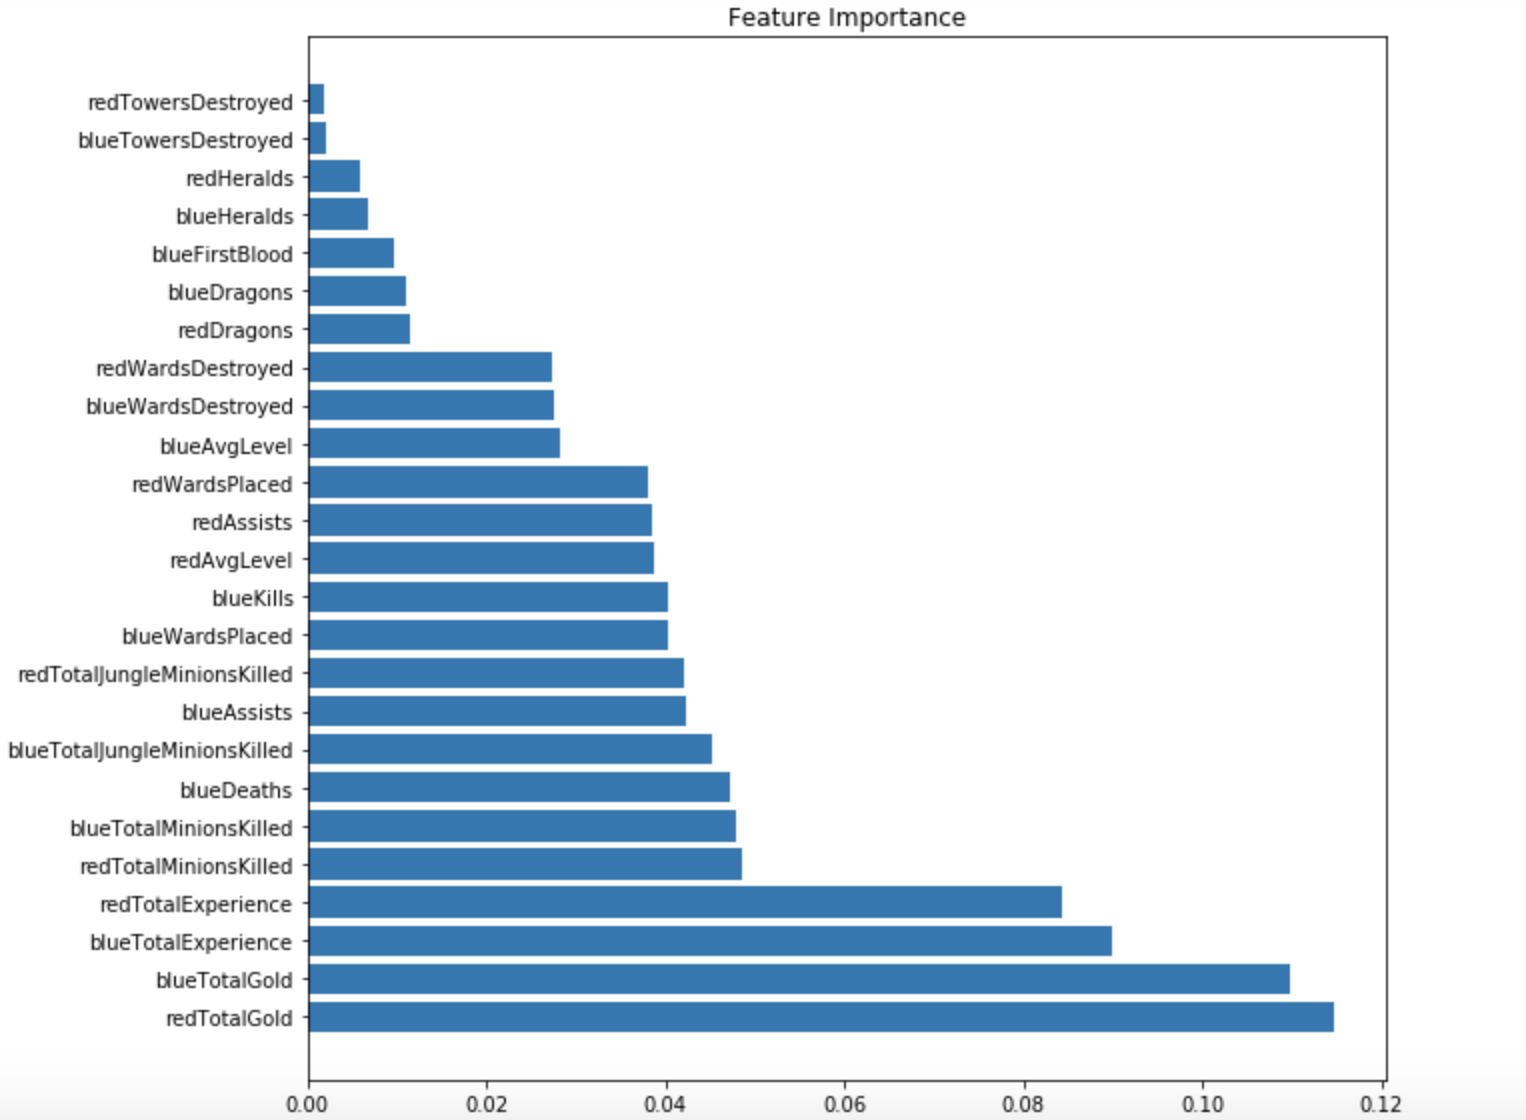 Feature Importance
redTowersDestroyed
blueTowersDestroyed
redHeralds
blueHeralds
blueFirstBlood
blueDragons
redDragons
redWardsDestroyed
blueWardsDestroyed
blueAvgLevel
redWardsPlaced
redAssists
redAvgLevel
blueKills
blueWardsPlaced
redTotalJungleMinionsKilled
blueAssists
blueTotalJungleMinionsKilled
blueDeaths
blueTotalMinionsKilled
redTotalMinionsKilled
redTotalExperience
blueTotalExperience
blueTotalGold
redTotalGold
0.00 0.02 0.04 0.06 0.08 0.10 0.12